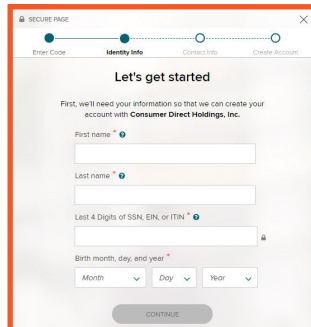 SECURE PAGE
Enter Code Identity Info Contact Info Create Account
Let's get started
First, we'll need your information so that we can create your
account with Consumer Direct Holdings, Inc.
First name *
Last name *
Last 4 Digits of SSN, EIN, or ITIN *
Birth month, day, and year *
Month Day Year
CONTINUE